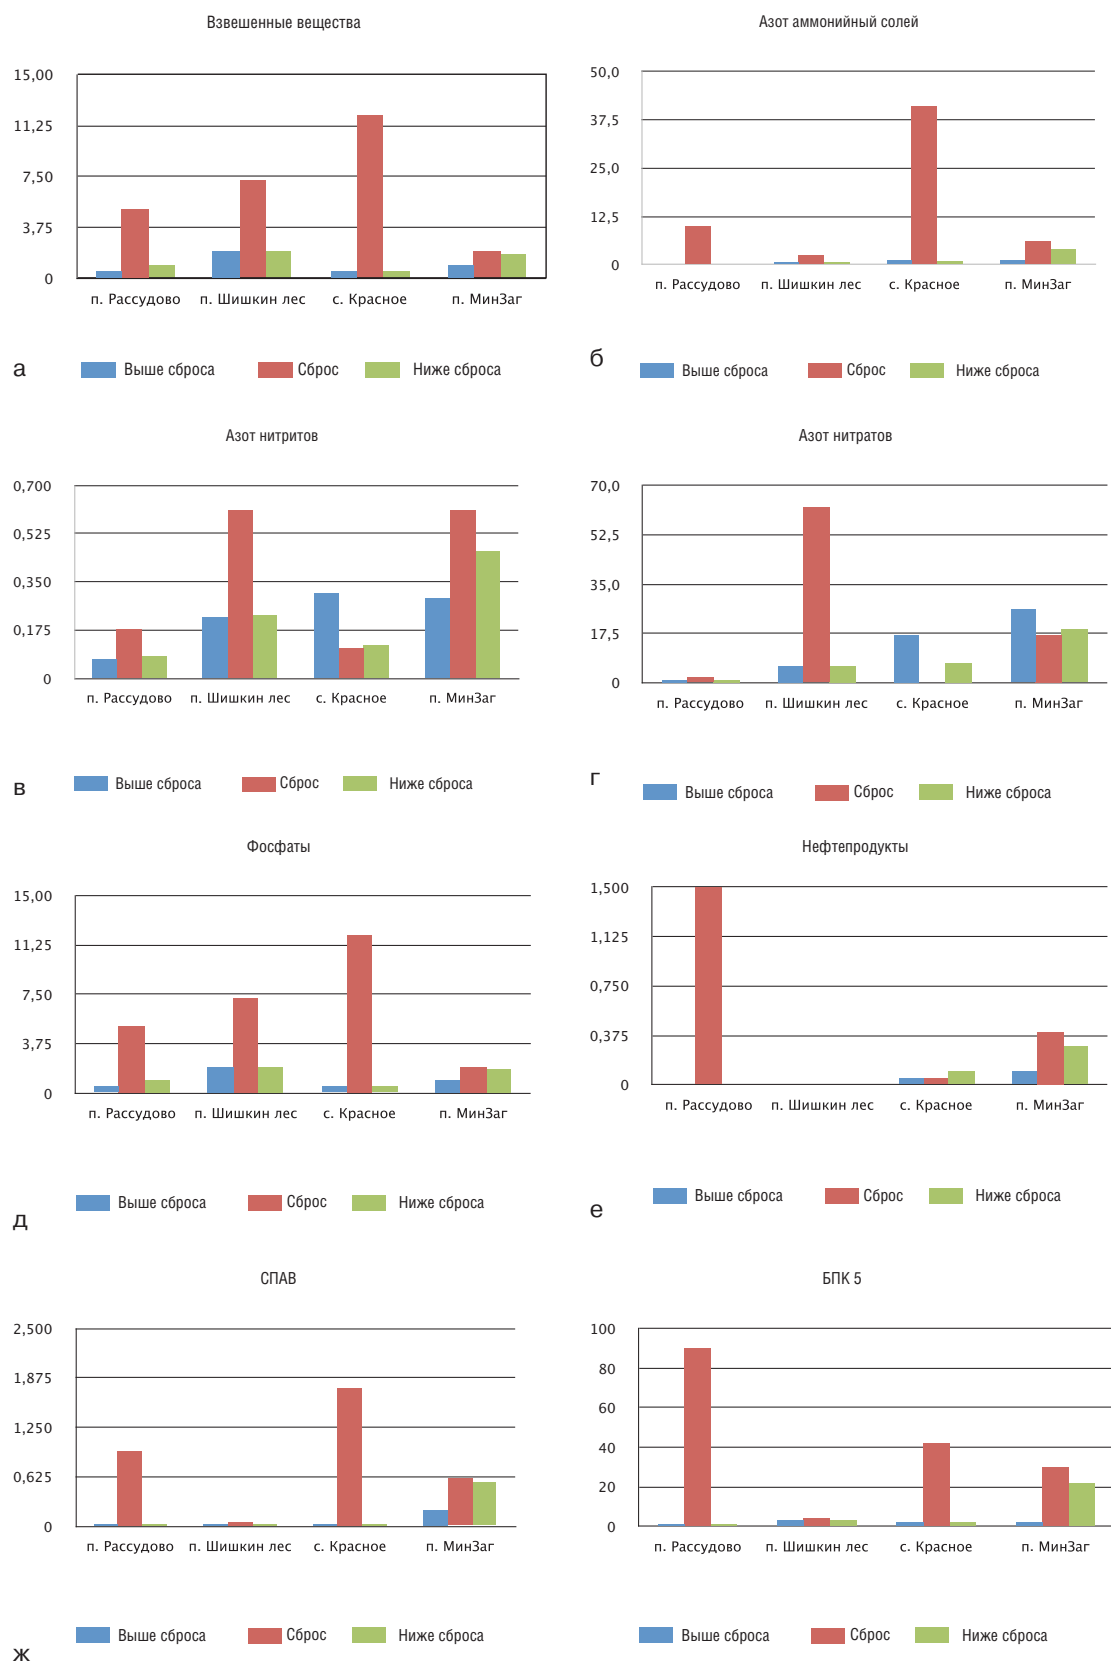 Взвешенные вещества
15,00
11,25
7,50
3,75
0
п. Рассудово п. Шишкин лес с. Красное п. МинЗаг
а Выше сброса Сброс Ниже сброса
Азот аммонийный солей
50,0
37,5
25,0
12,5
0
п. Рассудово п. Шишкин лес с. Красное п. МинЗаг
б Выше сброса Сброс Ниже сброса
Азот нитритов
0,700
0,525
0,350
0,175
0
п. Рассудово п. Шишкин лес с. Красное п. МинЗаг
в Выше сброса Сброс Ниже сброса
Азот нитратов
70,0
52,5
35,0
17,5
0
п. Рассудово п. Шишкин лес с. Красное п. МинЗаг
г Выше сброса Сброс Ниже сброса
Фосфаты
15,00
11,25
7,50
3,75
0
п. Рассудово п. Шишкин лес с. Красное п. МинЗаг
д Выше сброса Сброс Ниже сброса
Нефтепродукты
1,500
1,125
0,750
0,375
0
п. Рассудово п. Шишкин лес с. Красное п. МинЗаг
е Выше сброса Сброс Ниже сброса
СПАВ
2,500
1,875
1,250
0,625
0
п. Рассудово п. Шишкин лес с. Красное п. МинЗаг
ж Выше сброса Сброс Ниже сброса
БПК 5
100
80
60
40
20
0
п. Рассудово п. Шишкин лес с. Красное п. МинЗаг
Выше сброса Сброс Ниже сброса